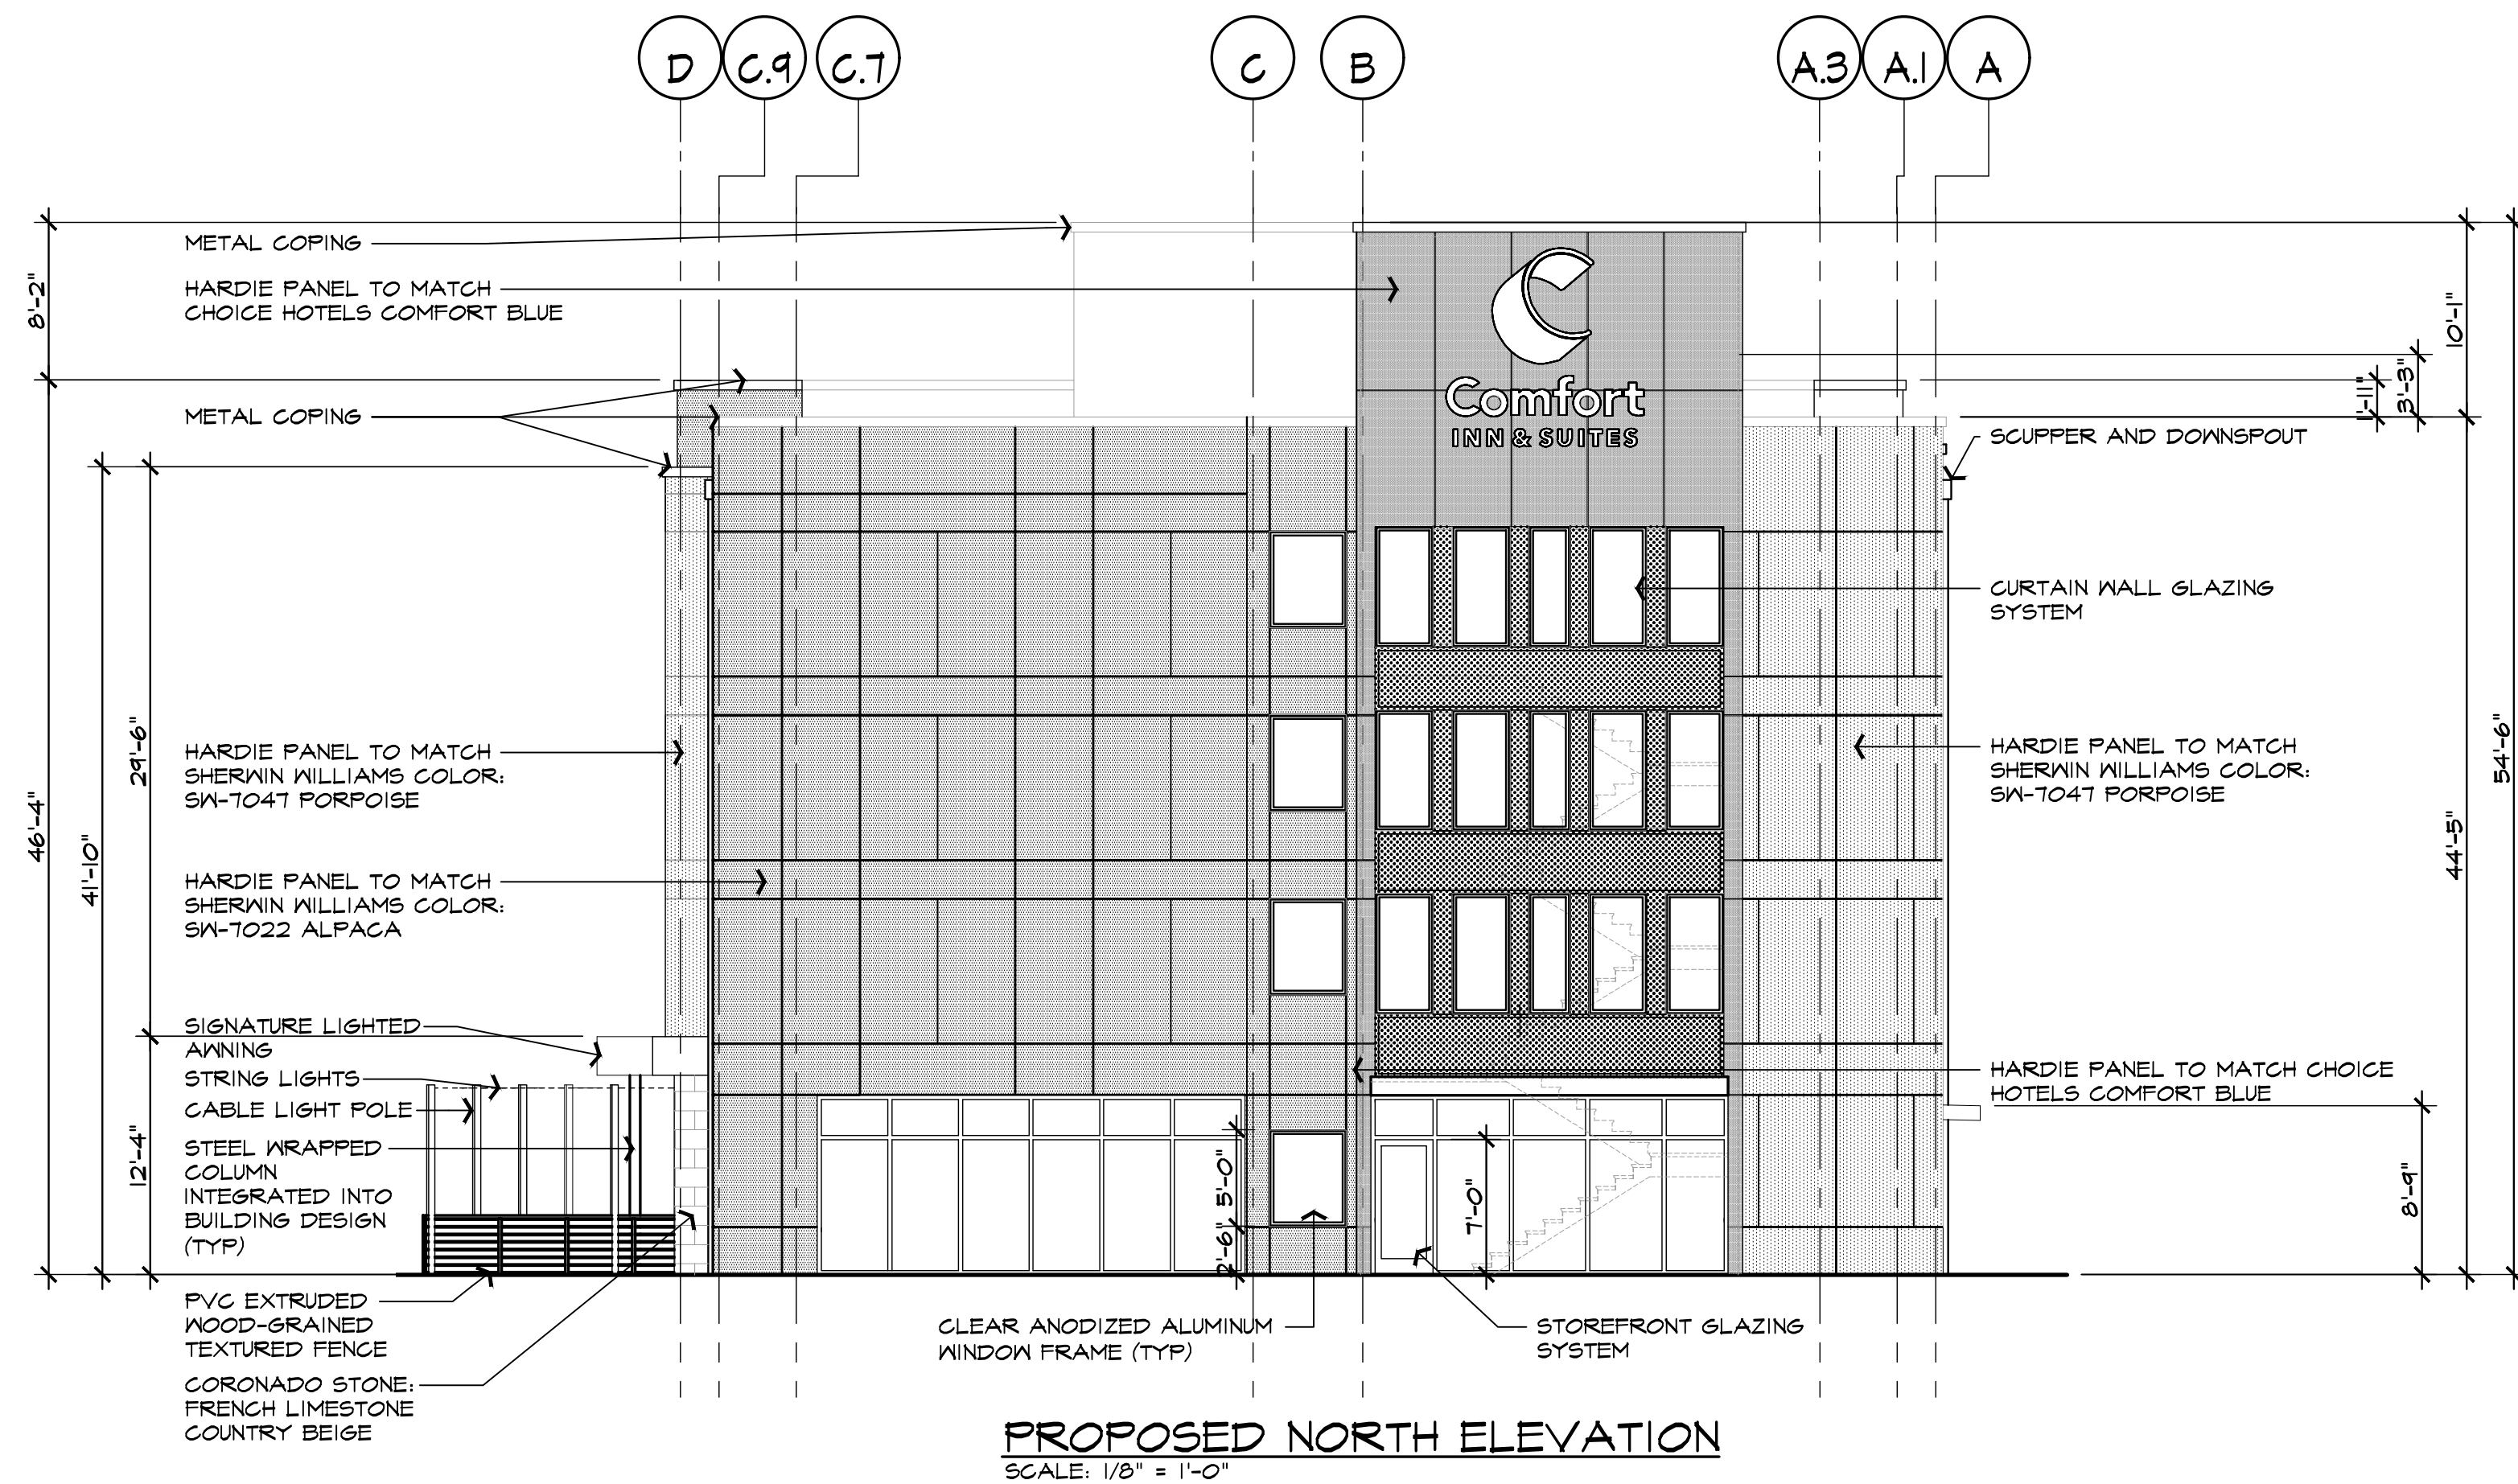 D C.9 C.7 C B A.3 A.1 A
METAL COPING
HARDIE PANEL TO MATCH
CHOICE HOTELS COMFORT BLUE
METAL COPING
HARDIE PANEL TO MATCH
SHERWIN WILLIAMS COLOR:
SW-7047 PORPOISE
HARDIE PANEL TO MATCH
SHERWIN WILLIAMS COLOR:
SW-7022 ALPACA
SIGNATURE LIGHTED
AWNING
STRING LIGHTS
CABLE LIGHT POLE
STEEL WRAPPED
COLUMN
INTEGRATED INTO
BUILDING DESIGN
(TYP)
PVC EXTRUDED
WOOD-GRAINED
TEXTURED FENCE
CORONADO STONE:
FRENCH LIMESTONE
COUNTRY BEIGE
8'-2"
46'-4"
41'-10"
29'-6"
12'-4"
Comfort
INN & SUITES
2'-6"
5'-0"
7'-0"
CLEAR ANODIZED ALUMINUM
WINDOW FRAME (TYP)
STOREFRONT GLAZING
SYSTEM
SCUPPER AND DOWNSPOUT
CURTAIN WALL GLAZING
SYSTEM
HARDIE PANEL TO MATCH
SHERWIN WILLIAMS COLOR:
SW-7047 PORPOISE
HARDIE PANEL TO MATCH CHOICE
HOTELS COMFORT BLUE
1'-11"
3'-3"
10'-1"
44'-5"
54'-6"
8'-9"
PROPOSED NORTH ELEVATION
SCALE: 1/8" = 1'-0"